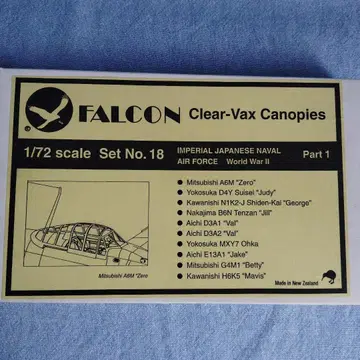 FALCON Clear-Vax Canopies
1/72 scale Set No. 18
IMPERIAL JAPANESE NAVAL
AIR FORCE World War II
Part 1
• Mitsubishi A6M "Zero"
• Yokosuka D4Y Suisei "Judy"
• Kawanishi N1K2-J Shiden-Kai "George"
• Nakajima B6N Tenzan "Jill"
• Aichi D3A1 "Val"
• Aichi D3A2 "Val"
• Yokosuka MXY7 Ohka
• Aichi E13A1 "Jake"
• Mitsubishi G4M1 "Betty"
• Kawanishi H6K5 "Mavis"
Mitsubishi A6M "Zero
Made in New Zealand